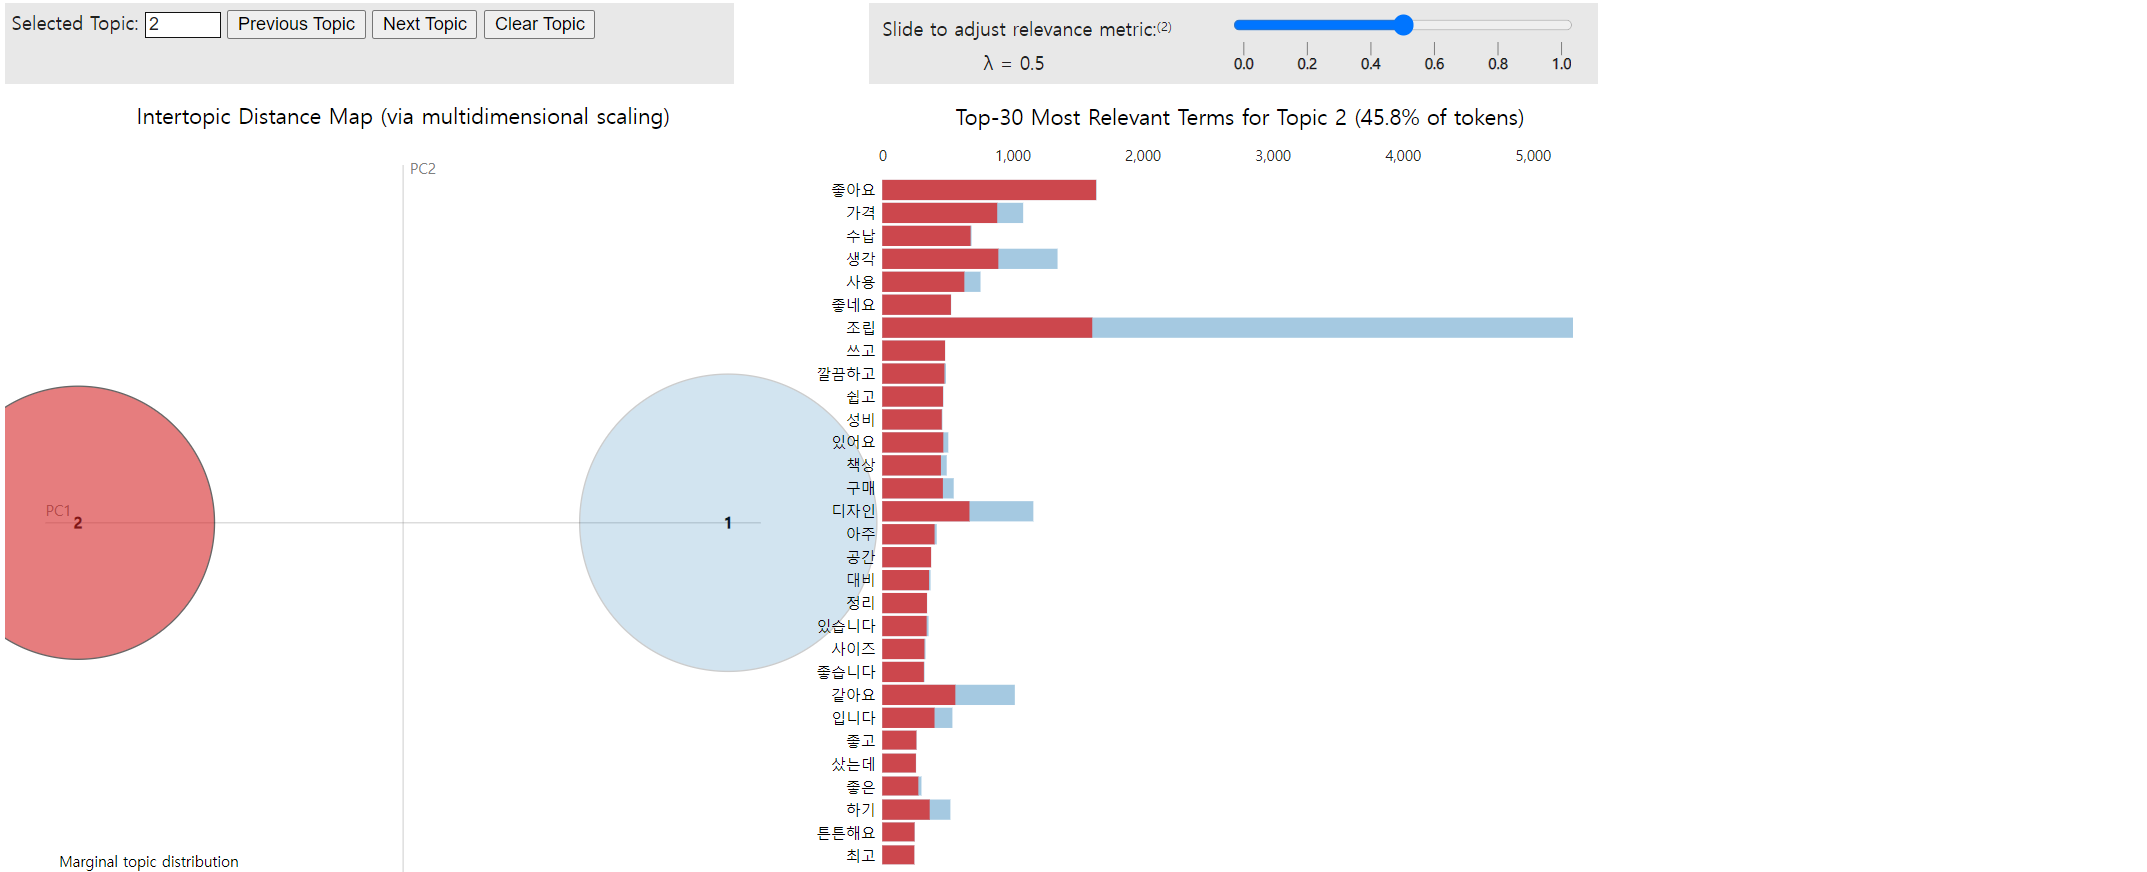 Selected Topic: 2 Previous Topic Next Topic Clear Topic
Slide to adjust relevance metric:(2)
λ = 0.5
0.0 0.2 0.4 0.6 0.8 1.0
Intertopic Distance Map (via multidimensional scaling)
PC2
PC1
2
1
Marginal topic distribution
Top-30 Most Relevant Terms for Topic 2 (45.8% of tokens)
0 1,000 2,000 3,000 4,000 5,000
좋아요
가격
수납
생각
사용
좋네요
조립
쓰고
깔끔하고
쉽고
성비
있어요
책상
구매
디자인
아주
공간
대비
정리
있습니다
사이즈
좋습니다
같아요
입니다
좋고
샀는데
좋은
하기
튼튼해요
최고